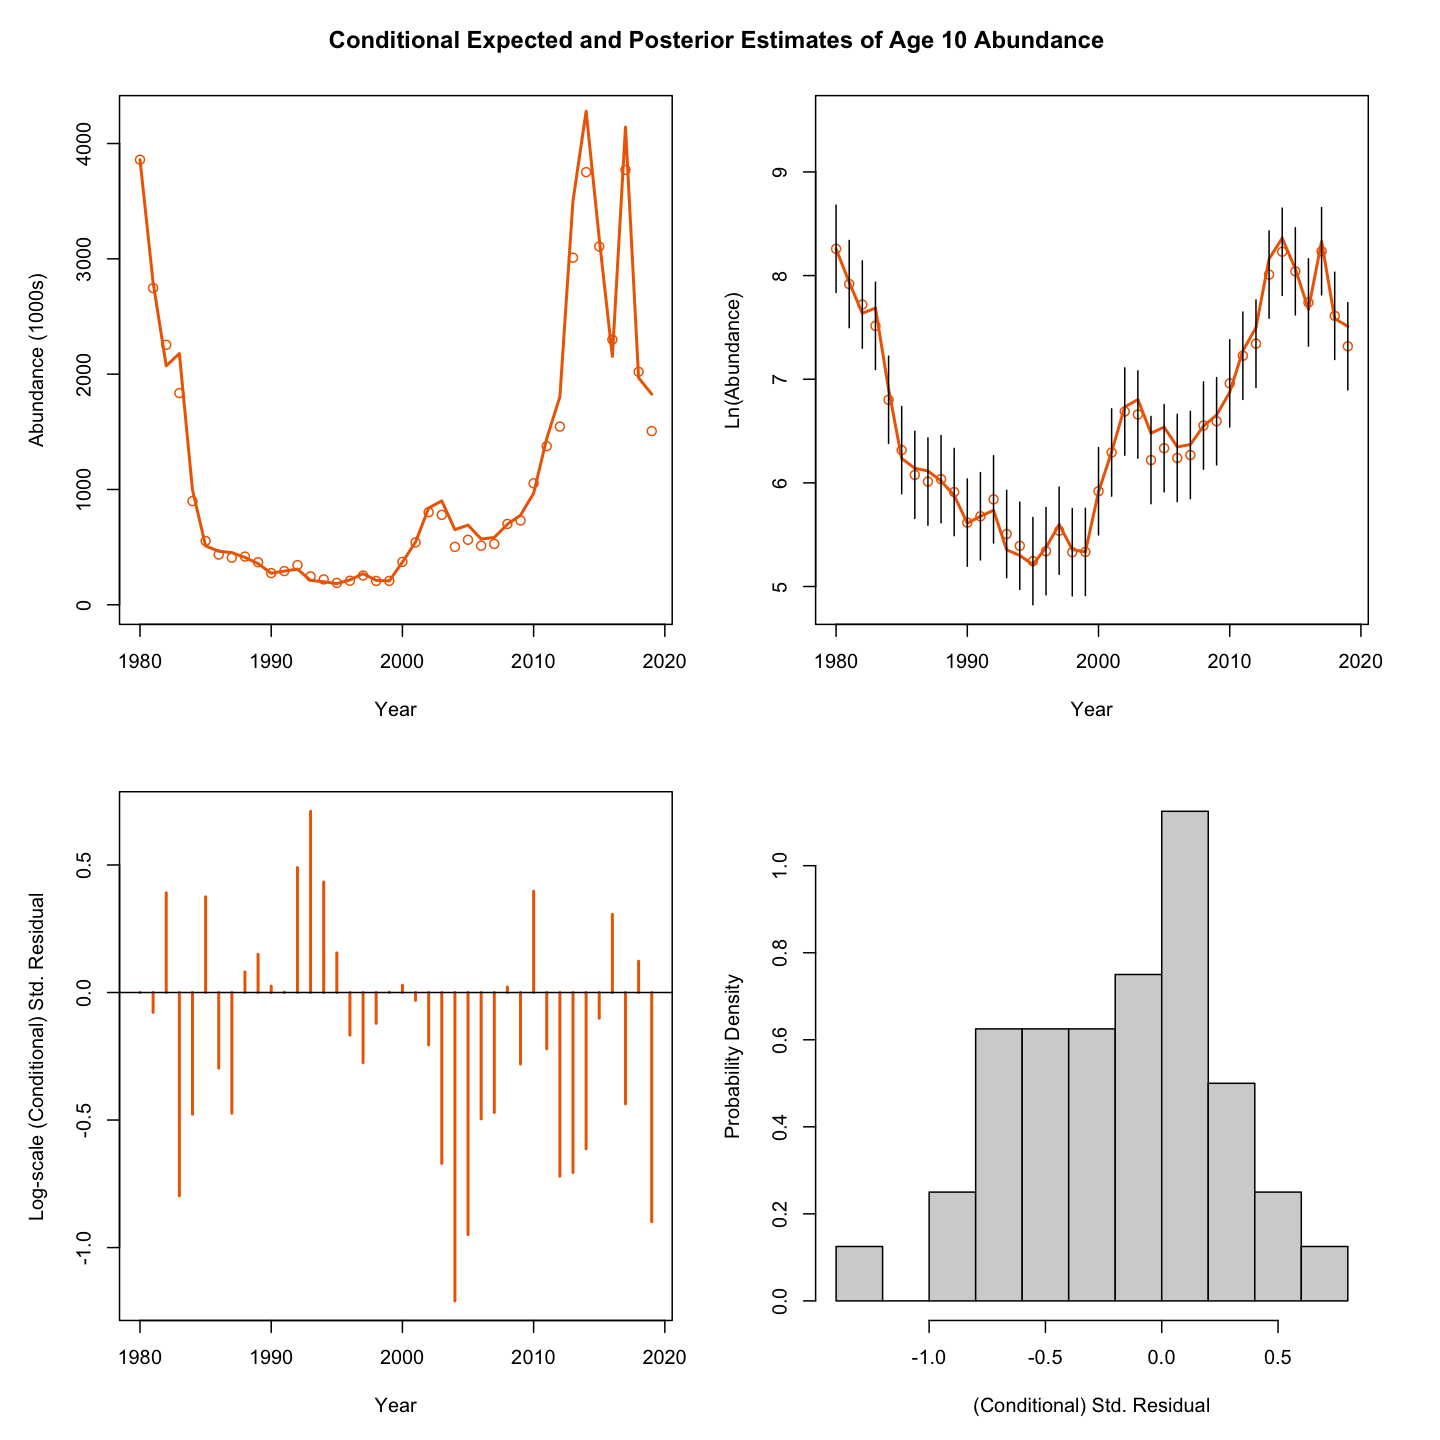 Conditional Expected and Posterior Estimates of Age 10 Abundance
Abundance (1000s)
4000
3000
2000
1000
0
1980 1990 2000 2010 2020
Year
Ln(Abundance)
9
8
7
6
5
1980 1990 2000 2010 2020
Year
Log-scale (Conditional) Std. Residual
0.5
0.0
-0.5
-1.0
1980 1990 2000 2010 2020
Year
Probability Density
1.0
0.8
0.6
0.4
0.2
0.0
-1.0 -0.5 0.0 0.5
(Conditional) Std. Residual